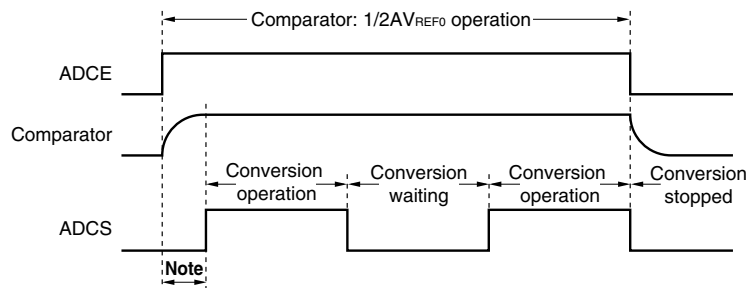 Comparator: 1/2AVREF0 operation
ADCE
Comparator
Conversion operation
Conversion waiting
Conversion operation
Conversion stopped
ADCS
Note